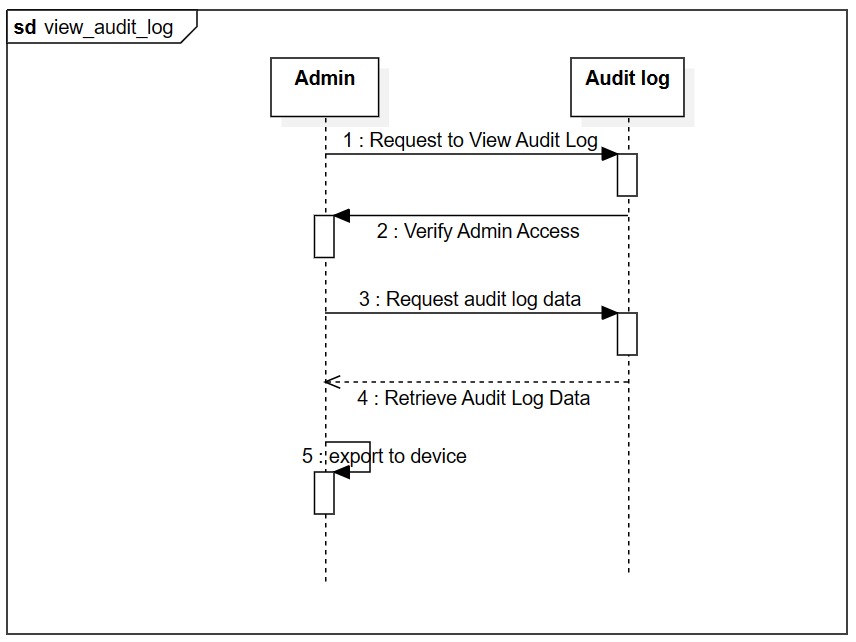 sd view_audit_log
Admin
Audit log
1 : Request to View Audit Log
2 : Verify Admin Access
3 : Request audit log data
4 : Retrieve Audit Log Data
5 : export to device